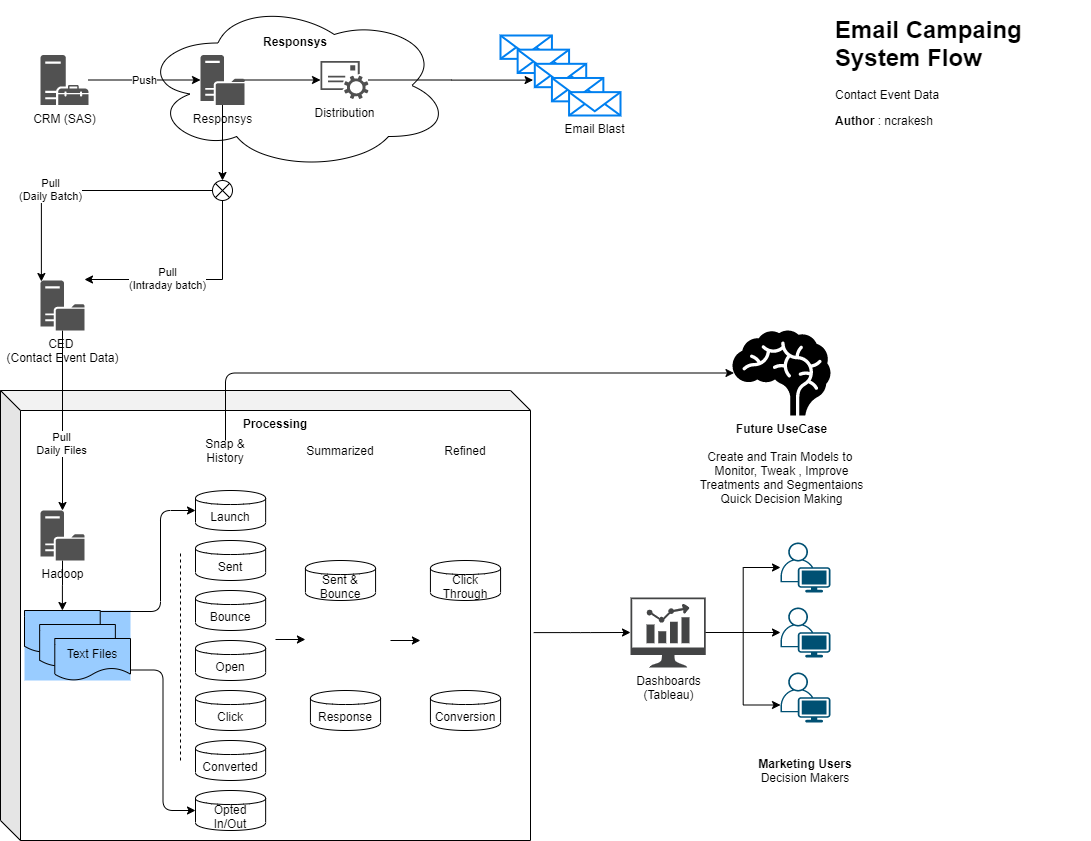 Email Campaing
System Flow
Contact Event Data
Author : ncrakesh
Responsys
CRM (SAS)
Push
Responsys
Distribution
Email Blast
Pull
(Daily Batch)
Pull
(Intraday batch)
CED
(Contact Event Data)
Pull
Daily Files
Hadoop
Text Files
Processing
Snap &
History
Summarized
Refined
Launch
Sent
Bounce
Open
Click
Converted
Opted
In/Out
Sent &
Bounce
Response
Click
Through
Conversion
Future UseCase
Create and Train Models to
Monitor, Tweak , Improve
Treatments and Segmentaions
Quick Decision Making
Dashboards
(Tableau)
Marketing Users
Decision Makers